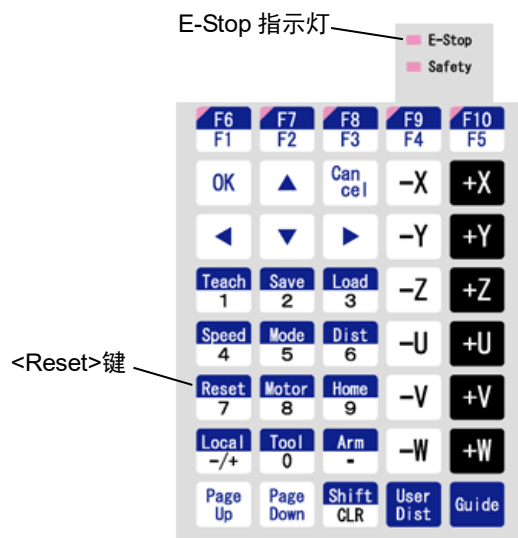 E-Stop 指示灯
E-Stop
Safety
F6 F7 F8 F9 F10
F1 F2 F3 F4 F5
OK ▲ Can cel -X +X
◀ ▼ ▶ -Y +Y
Teach Save Load
1 2 3 -Z +Z
Speed Mode Dist
4 5 6 -U +U
<Reset>键
Reset Motor Home
7 8 9 -V +V
Local Tool Arm
-/+ 0 - -W +W
Page Page Shift User Guide
Up Down CLR Dist